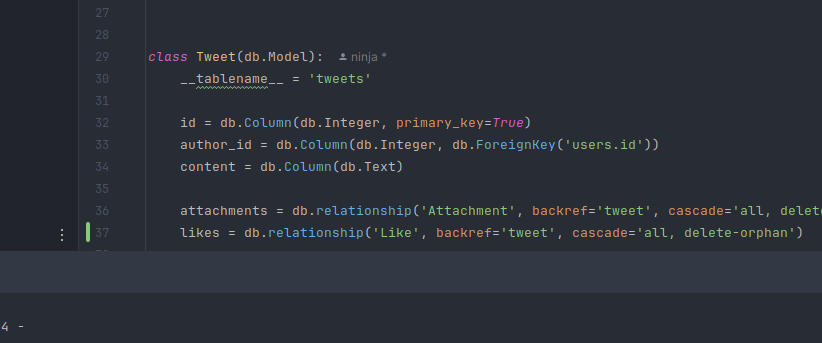 27
28
29 class Tweet(db.Model): ninja *
30 __tablename__ = 'tweets'
31
32 id = db.Column(db.Integer, primary_key=True)
33 author_id = db.Column(db.Integer, db.ForeignKey('users.id'))
34 content = db.Column(db.Text)
35
36 attachments = db.relationship('Attachment', backref='tweet', cascade='all, delete
37 likes = db.relationship('Like', backref='tweet', cascade='all, delete-orphan')
4 -